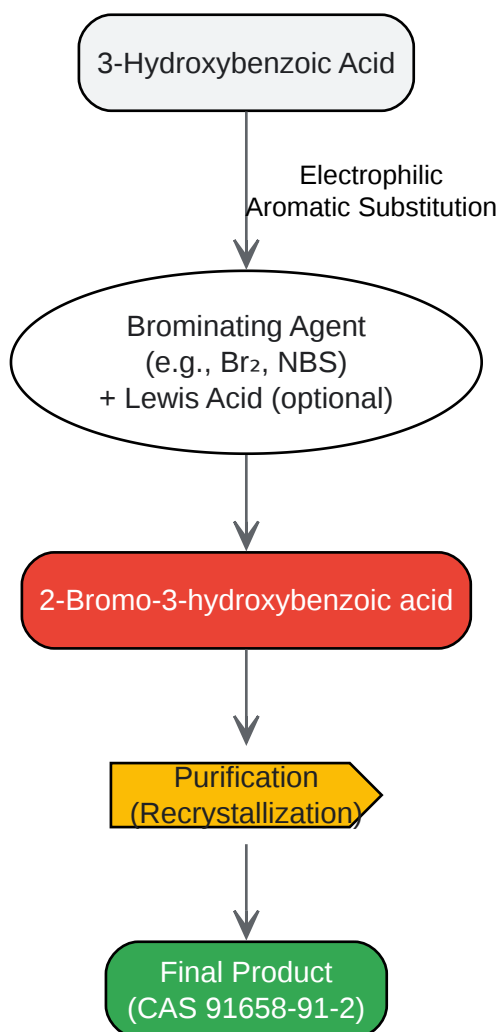 3-Hydroxybenzoic Acid
Electrophilic
Aromatic Substitution
Brominating Agent
(e.g., Br₂, NBS)
+ Lewis Acid (optional)
2-Bromo-3-hydroxybenzoic acid
Purification
(Recrystallization)
Final Product
(CAS 91658-91-2)